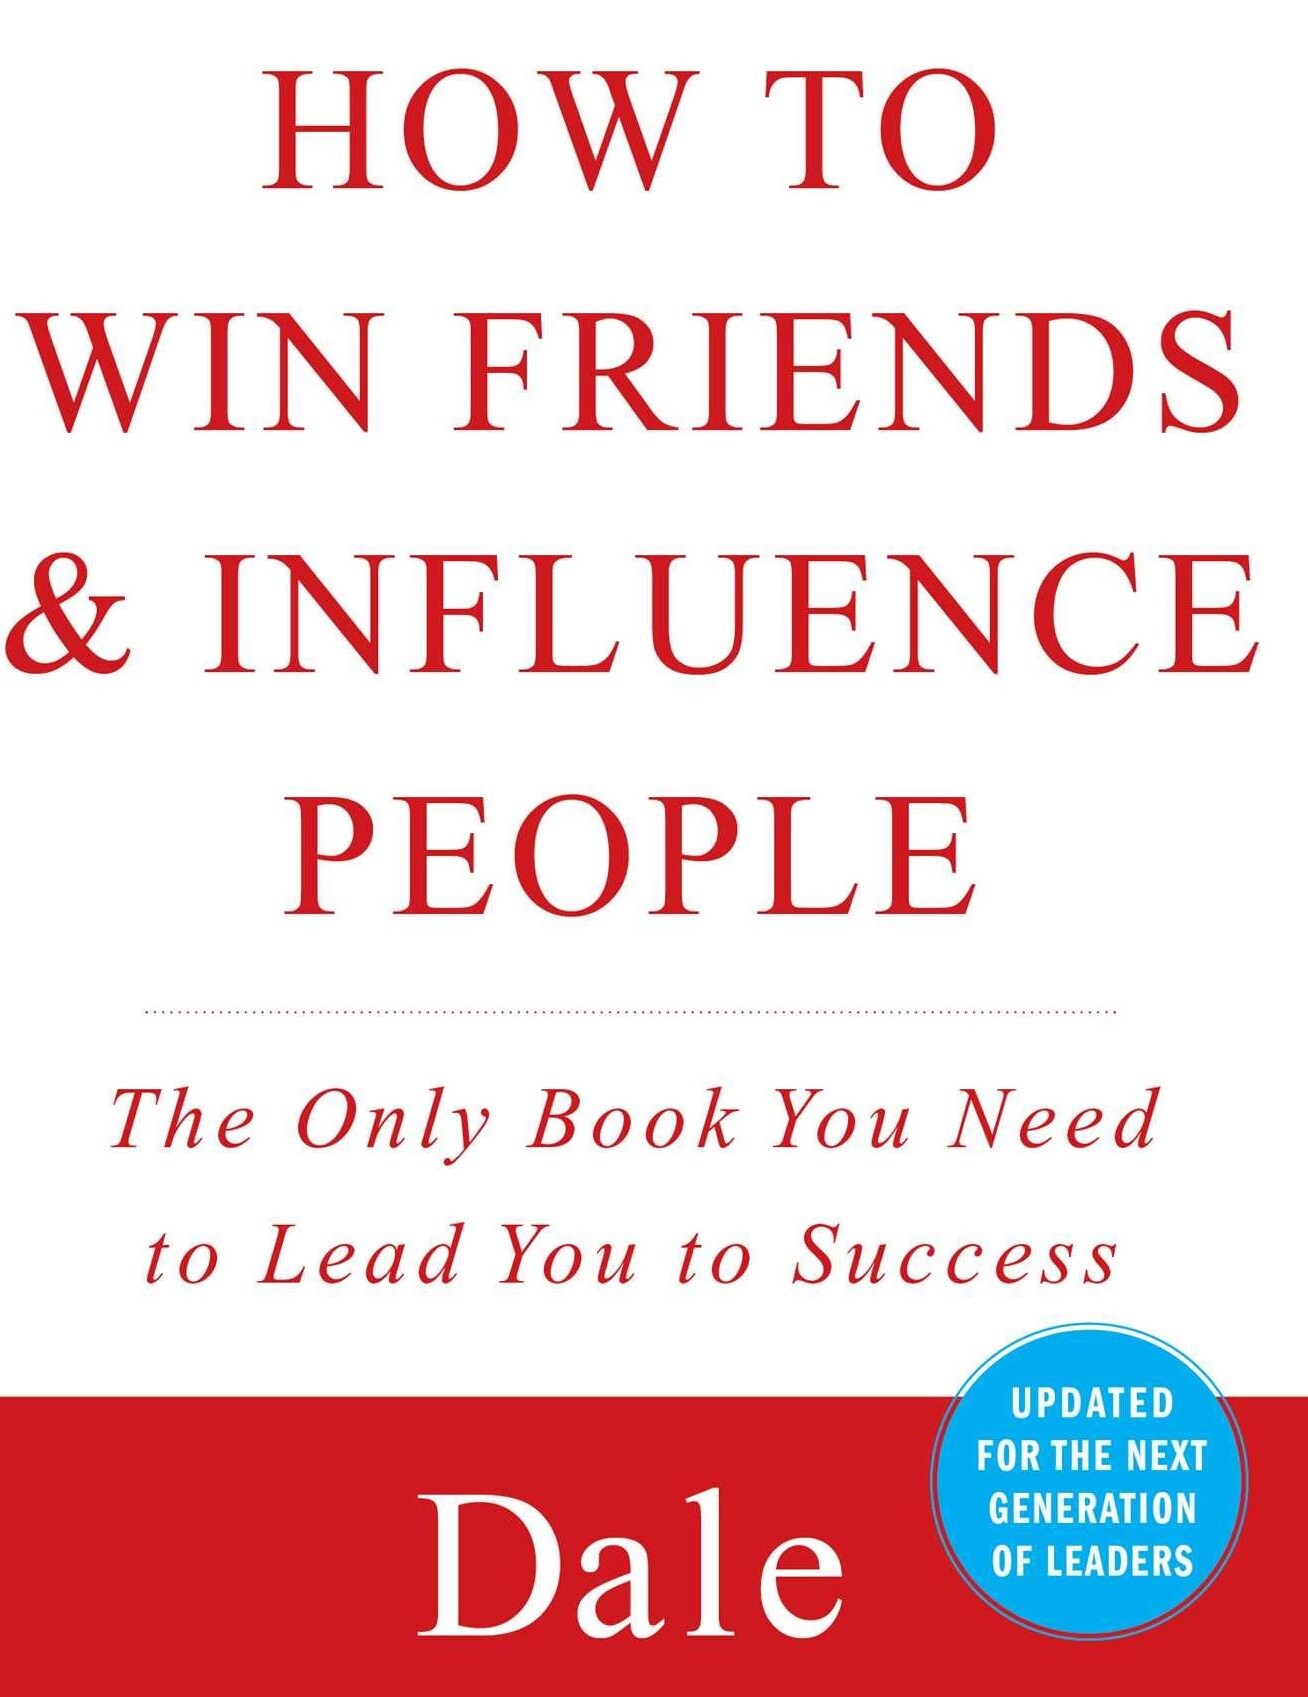 HOW TO
WIN FRIENDS
& INFLUENCE
PEOPLE
The Only Book You Need
to Lead You to Success
UPDATED
FOR THE NEXT
GENERATION
OF LEADERS
Dale